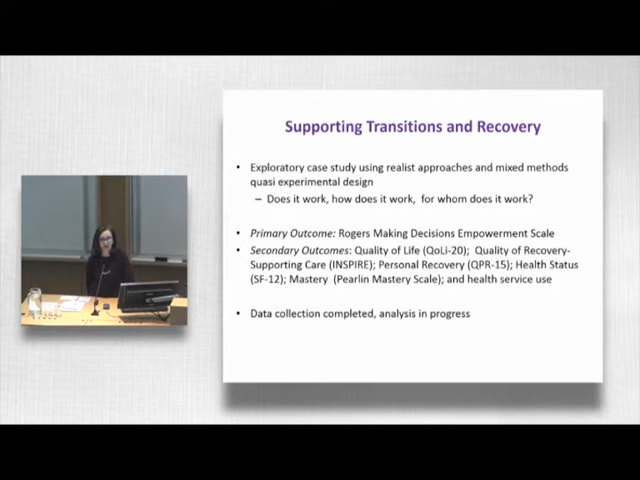 Supporting Transitions and Recovery
• Exploratory case study using realist approaches and mixed methods
quasi experimental design
– Does it work, how does it work, for whom does it work?
• Primary Outcome: Rogers Making Decisions Empowerment Scale
• Secondary Outcomes: Quality of Life (QoLi-20); Quality of Recovery-
Supporting Care (INSPIRE); Personal Recovery (QPR-15); Health Status
(SF-12); Mastery (Pearlin Mastery Scale); and health service use
• Data collection completed, analysis in progress